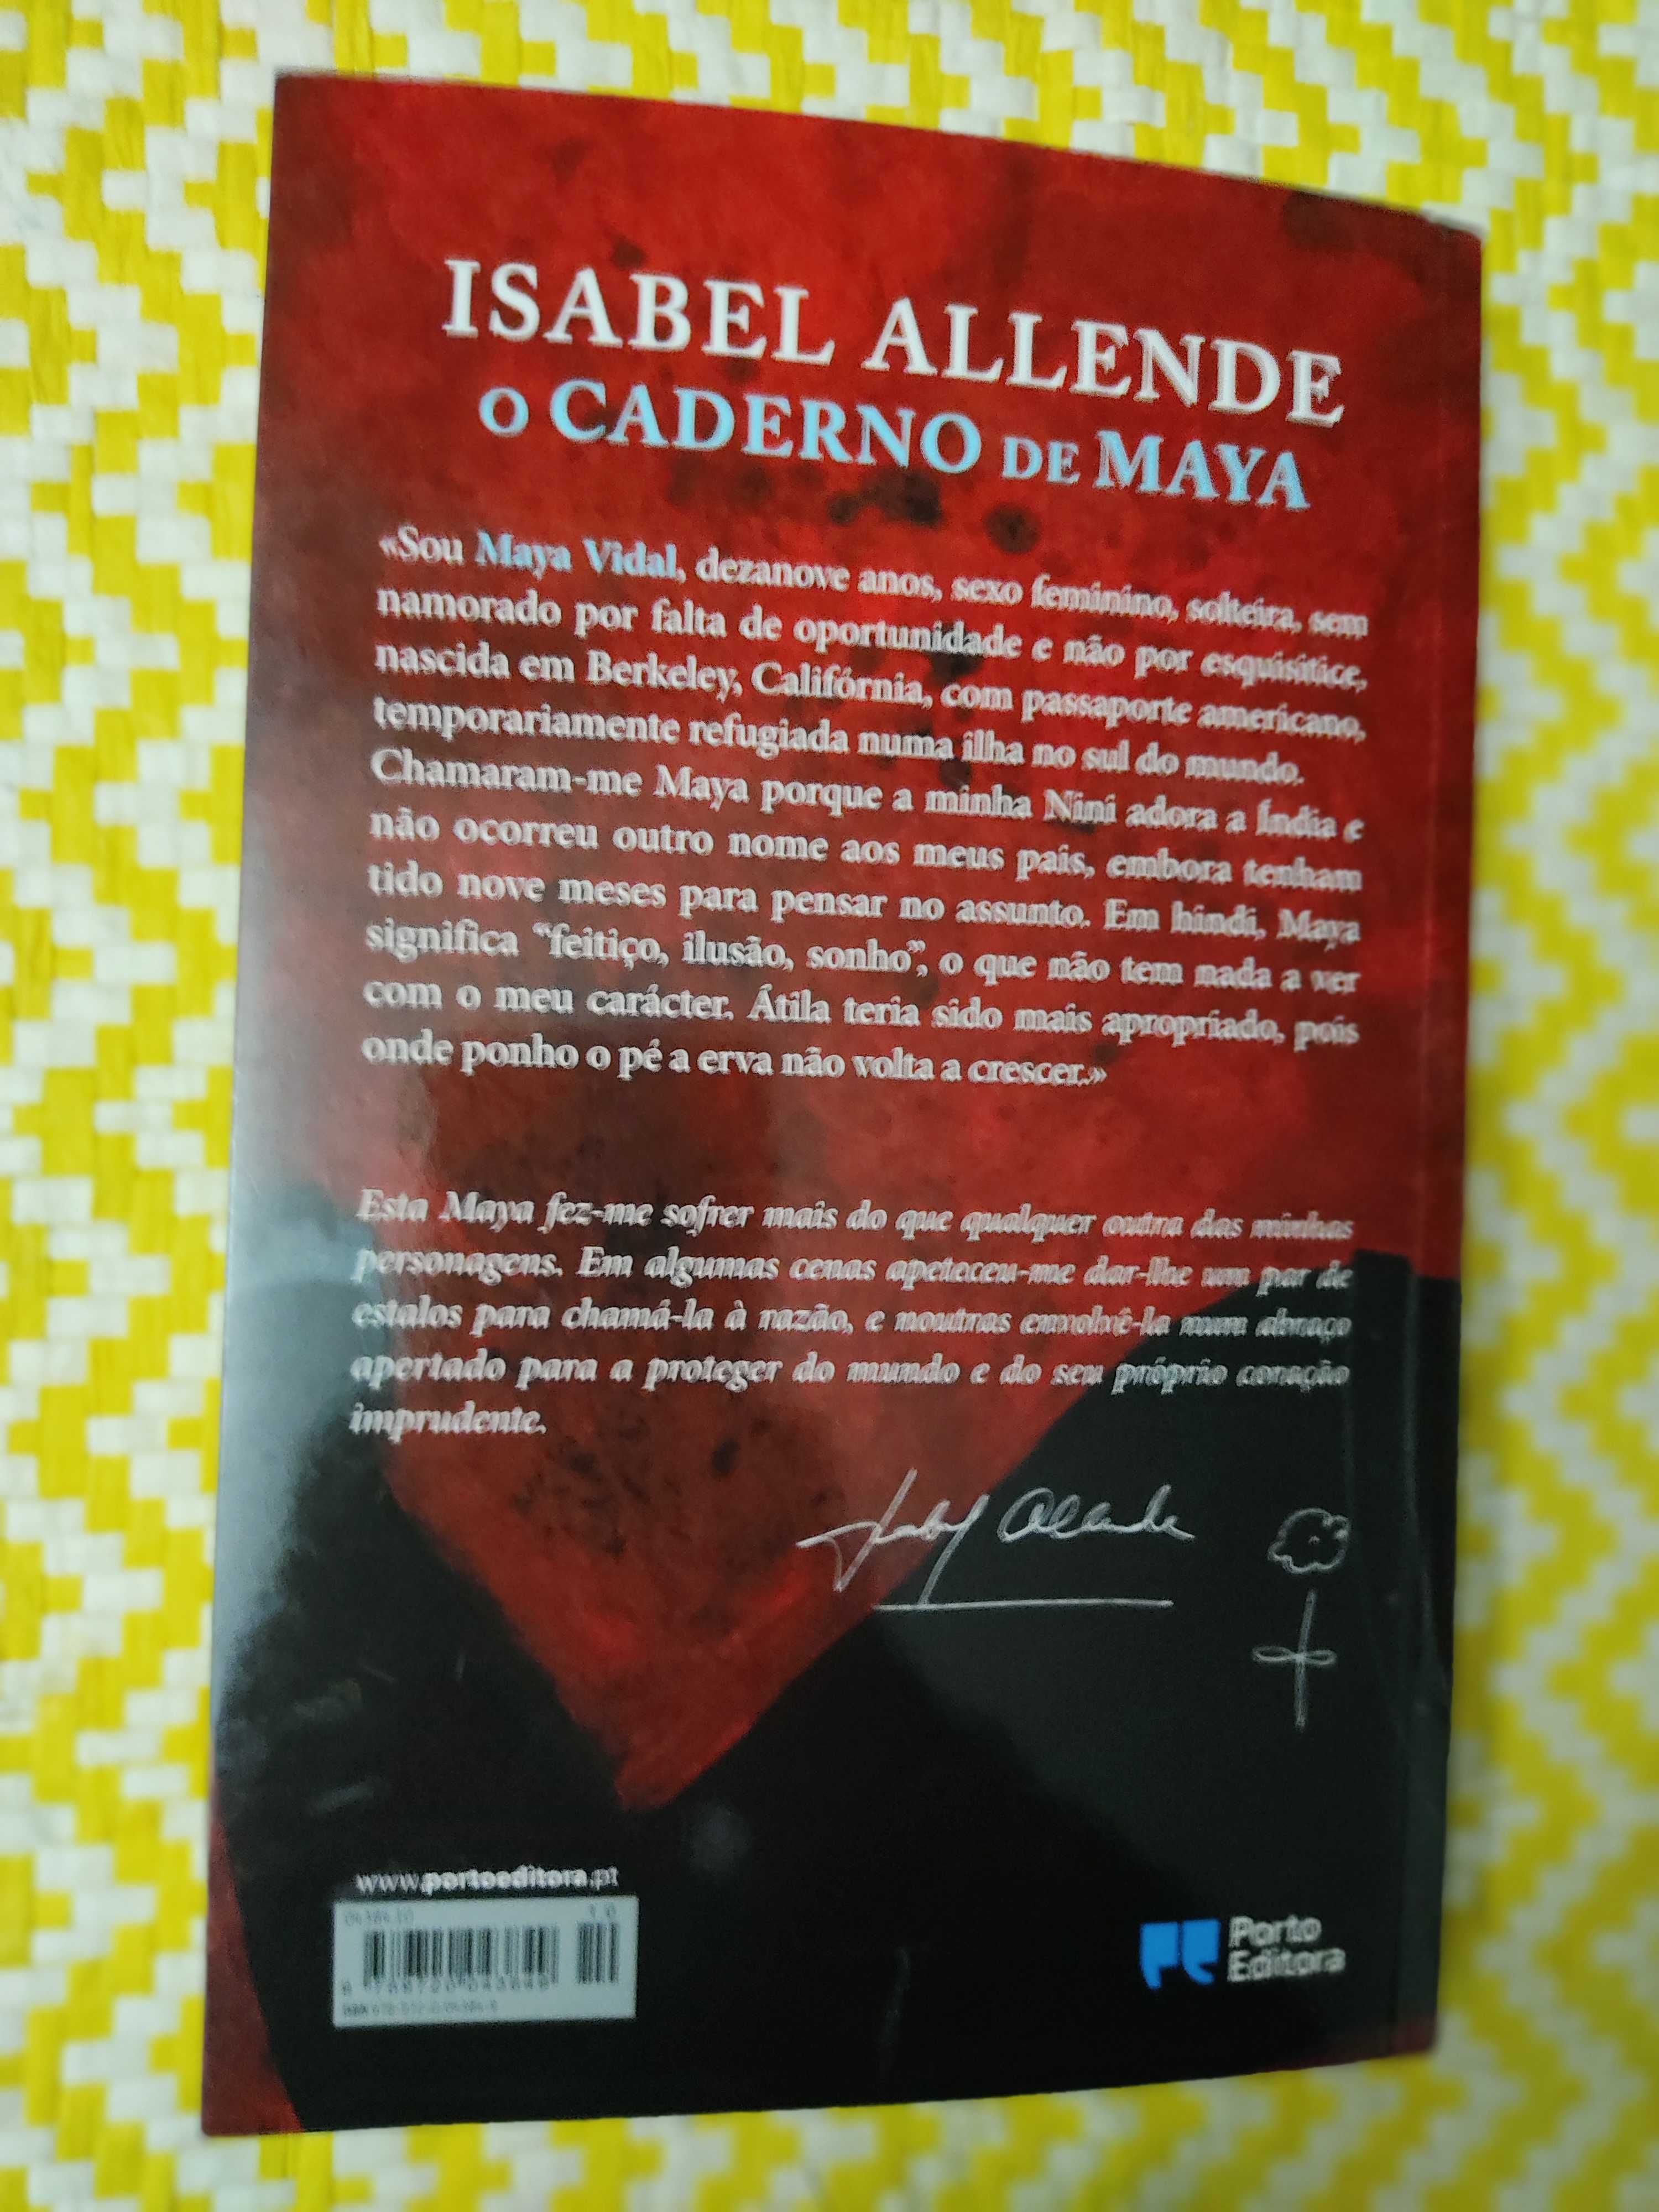 ISABEL ALLENDE
O CADERNO DE MAYA
«Sou Maya Vidal, dezanove anos, sexo feminino, solteira, sem
namorado por falta de oportunidade e não por esquisitice,
nascida em Berkeley, Califórnia, com passaporte americano,
temporariamente refugiada numa ilha no sul do mundo.
Chamaram-me Maya porque a minha Nini adora a Índia e
não ocorreu outro nome aos meus pais, embora tenham
tido nove meses para pensar no assunto. Em hindi, Maya
significa “feitiço, ilusão, sonho”, o que não tem nada a ver
com o meu carácter. Átila teria sido mais apropriado, pois
onde ponho o pé a erva não volta a crescer.»
Esta Maya fez-me sofrer mais do que qualquer outra das minhas
personagens. Em algumas cenas apeteceu-me dar-lhe um par de
estalos para chamá-la à razão, e noutras envolvê-la num abraço
apertado para a proteger do mundo e do seu próprio coração
imprudente.
Isabel Allende
www.portoeditora.pt
Porto
Editora